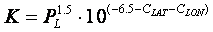 K = P_L^{1.5} · 10^{(-6.5-C_{LAT}-C_{LON})}